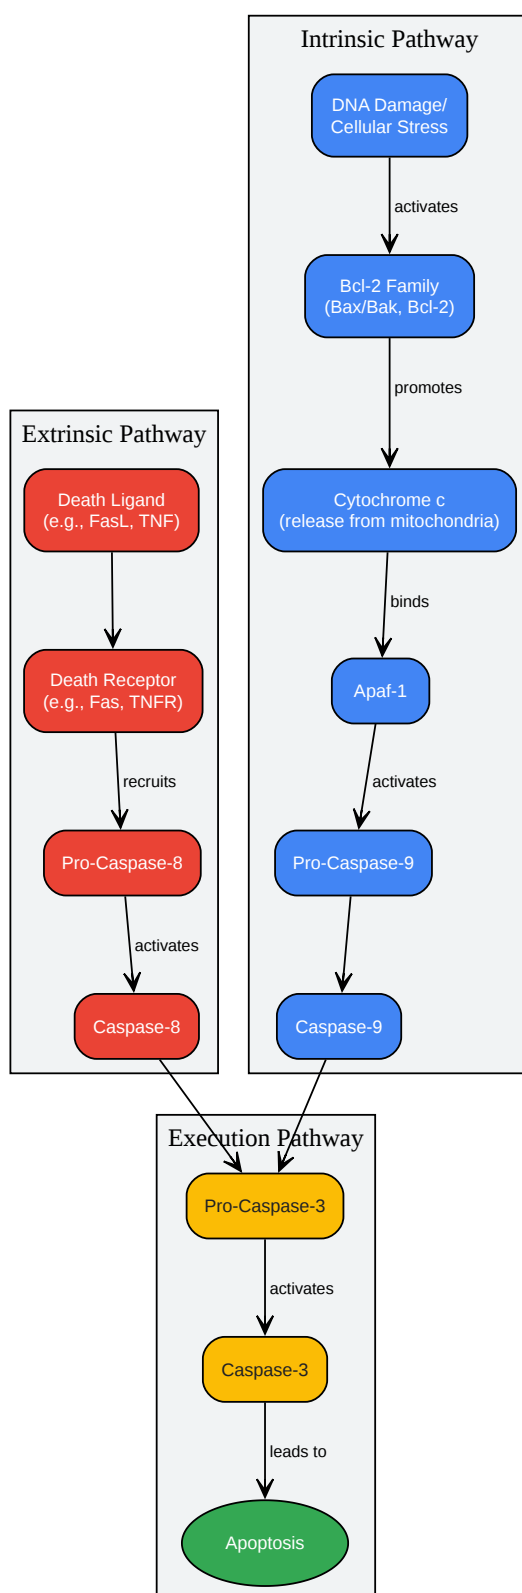 Intrinsic Pathway
DNA Damage/
Cellular Stress
activates
Bcl-2 Family
(Bax/Bak, Bcl-2)
promotes
Cytochrome c
(release from mitochondria)
binds
Apaf-1
activates
Pro-Caspase-9
Caspase-9
Extrinsic Pathway
Death Ligand
(e.g., FasL, TNF)
Death Receptor
(e.g., Fas, TNFR)
recruits
Pro-Caspase-8
activates
Caspase-8
Execution Pathway
Pro-Caspase-3
activates
Caspase-3
leads to
Apoptosis